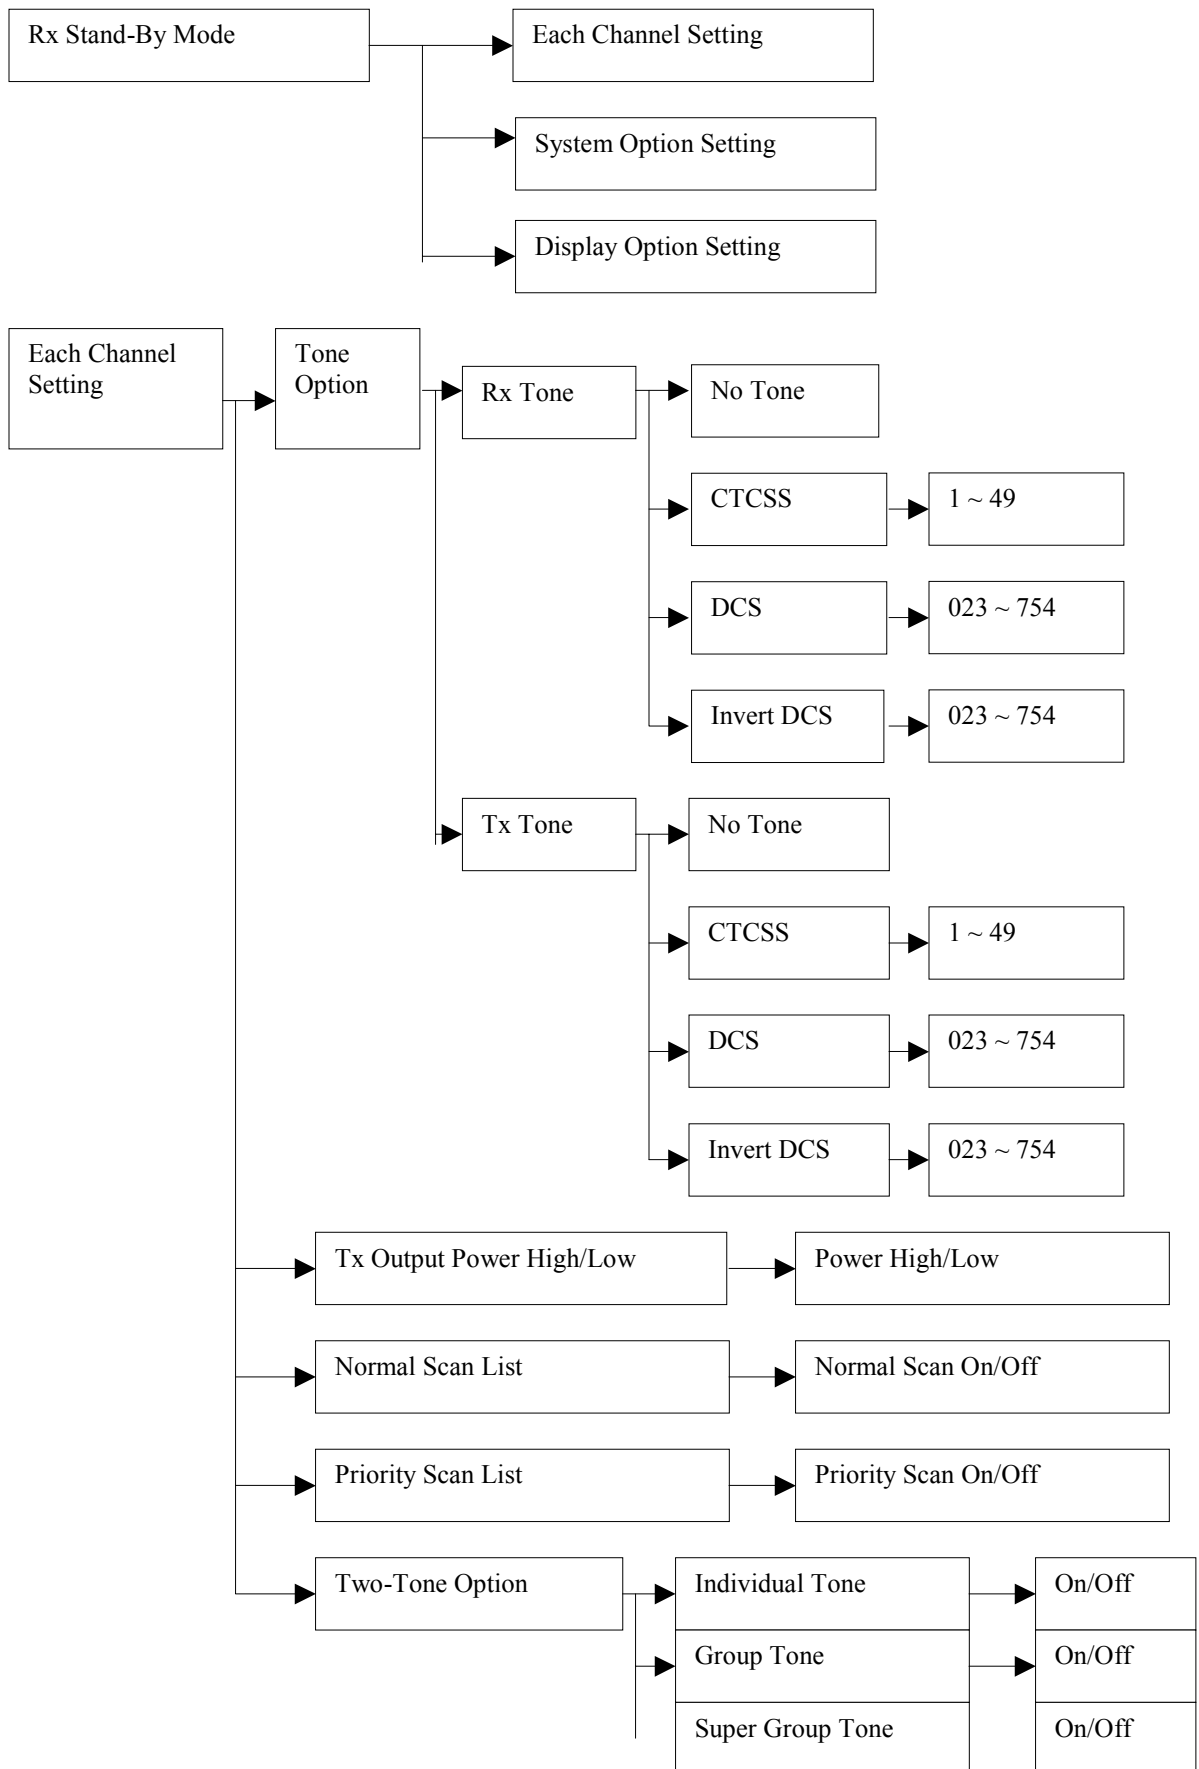 Rx Stand-By Mode
Each Channel Setting
System Option Setting
Display Option Setting
Each Channel
Setting
Tone
Option
Rx Tone
No Tone
CTCSS
1 ~ 49
DCS
023 ~ 754
Invert DCS
023 ~ 754
Tx Tone
No Tone
CTCSS
1 ~ 49
DCS
023 ~ 754
Invert DCS
023 ~ 754
Tx Output Power High/Low
Power High/Low
Normal Scan List
Normal Scan On/Off
Priority Scan List
Priority Scan On/Off
Two-Tone Option
Individual Tone
On/Off
Group Tone
On/Off
Super Group Tone
On/Off